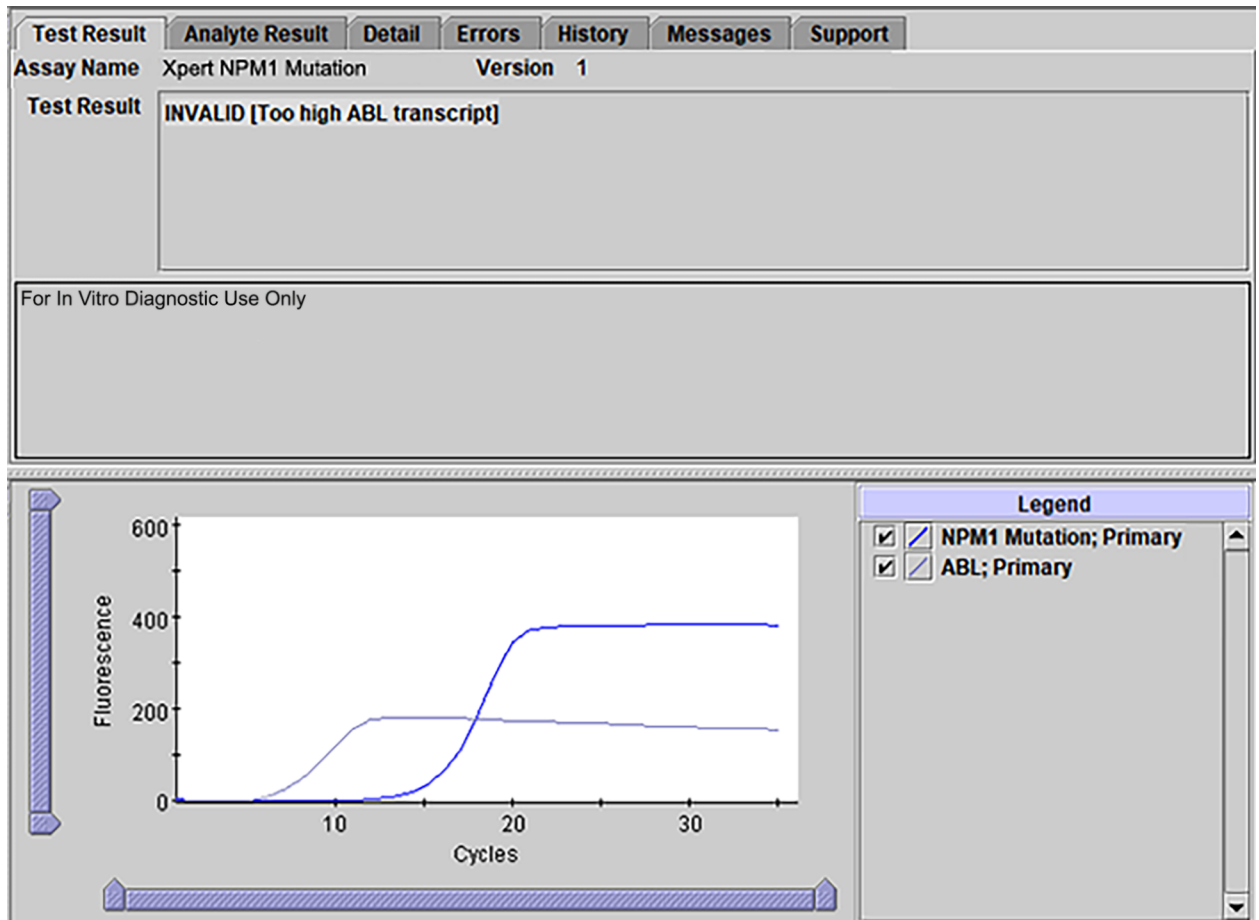 Test Result Analyte Result Detail Errors History Messages Support
Assay Name Xpert NPM1 Mutation Version 1
Test Result INVALID [Too high ABL transcript]
For In Vitro Diagnostic Use Only
Legend
NPM1 Mutation; Primary
ABL; Primary
600
400
200
0
Fluorescence
10 20 30
Cycles